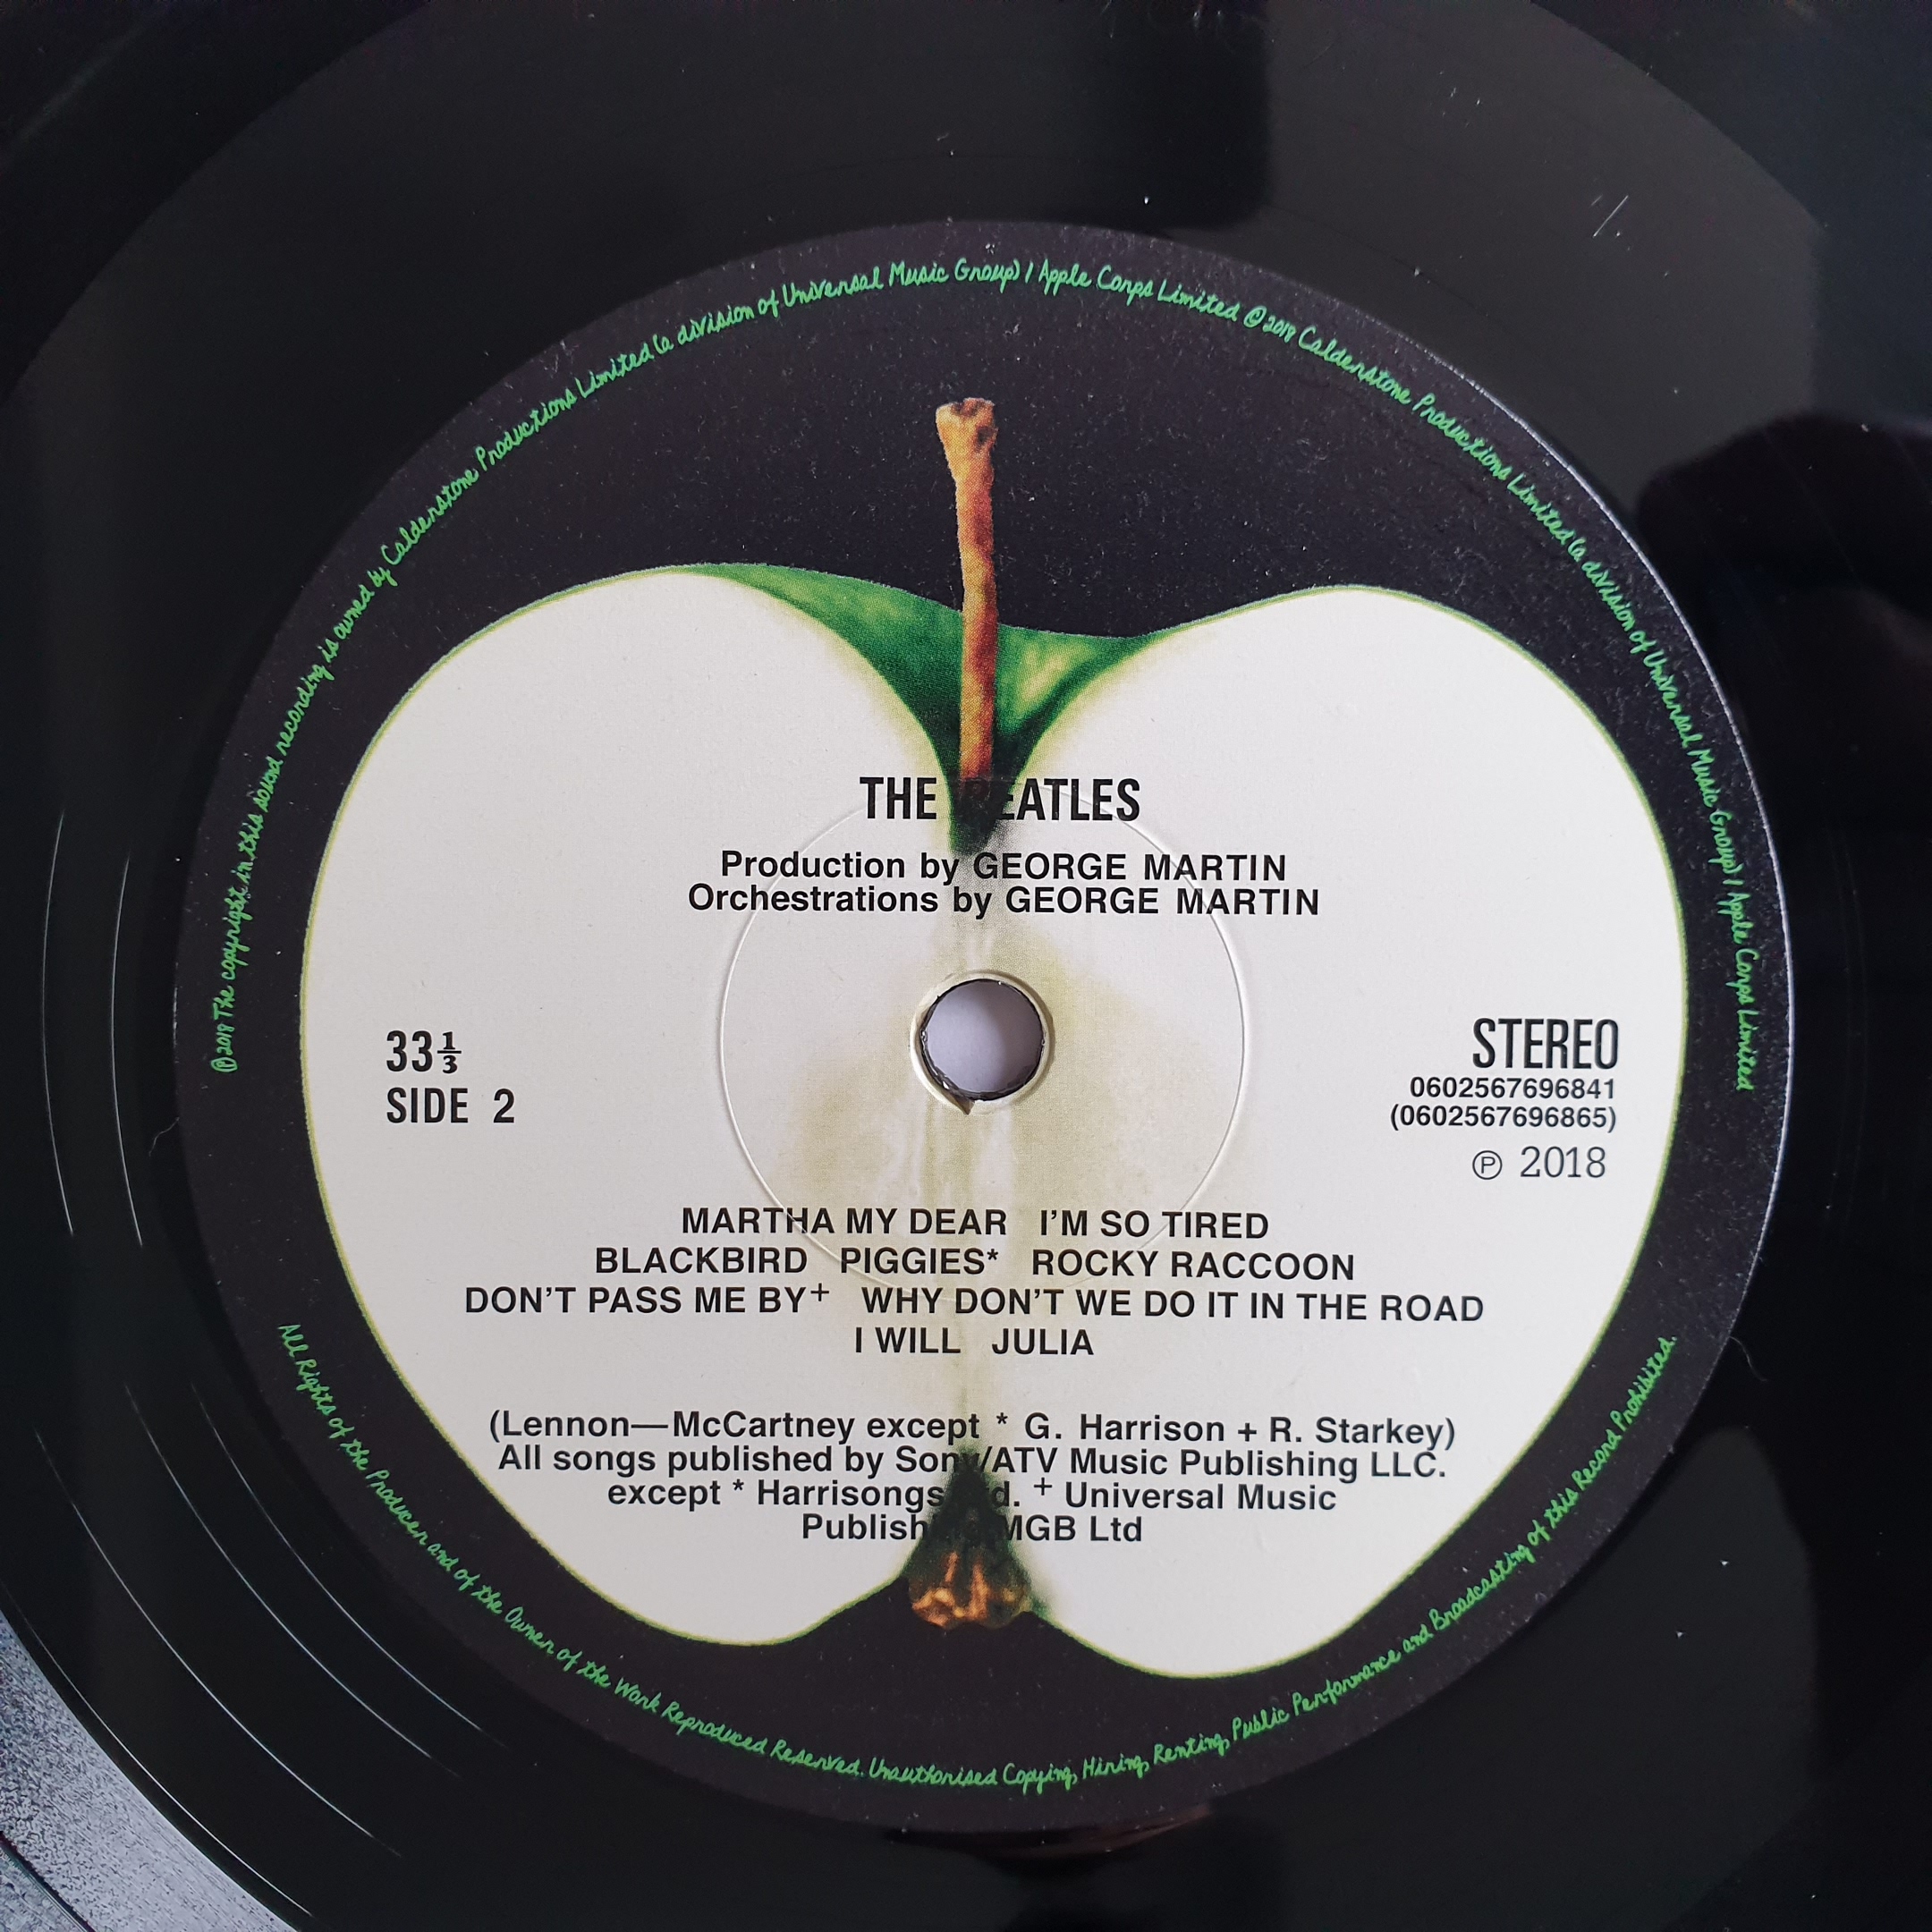 ℗2018 The copyright in this sound recording is owned by Calderstone Productions Limited (a division of Universal Music Group) / Apple Corps Limited ©2018 Calderstone Productions Limited (a division of Universal Music Group) / Apple Corps Limited
THE BEATLES
Production by GEORGE MARTIN
Orchestrations by GEORGE MARTIN
33⅓
SIDE 2
STEREO
0602567696841
(0602567696865)
℗ 2018
MARTHA MY DEAR I'M SO TIRED
BLACKBIRD PIGGIES* ROCKY RACCOON
DON'T PASS ME BY+ WHY DON'T WE DO IT IN THE ROAD
I WILL JULIA
(Lennon—McCartney except * G. Harrison + R. Starkey)
All songs published by Sony/ATV Music Publishing LLC.
except * Harrisongs Ltd. + Universal Music
Publishing MGB Ltd
All Rights of the Producer and of the Owner of the Work Reproduced Reserved. Unauthorised Copying, Hiring, Renting, Public Performance and Broadcasting of this Record Prohibited.